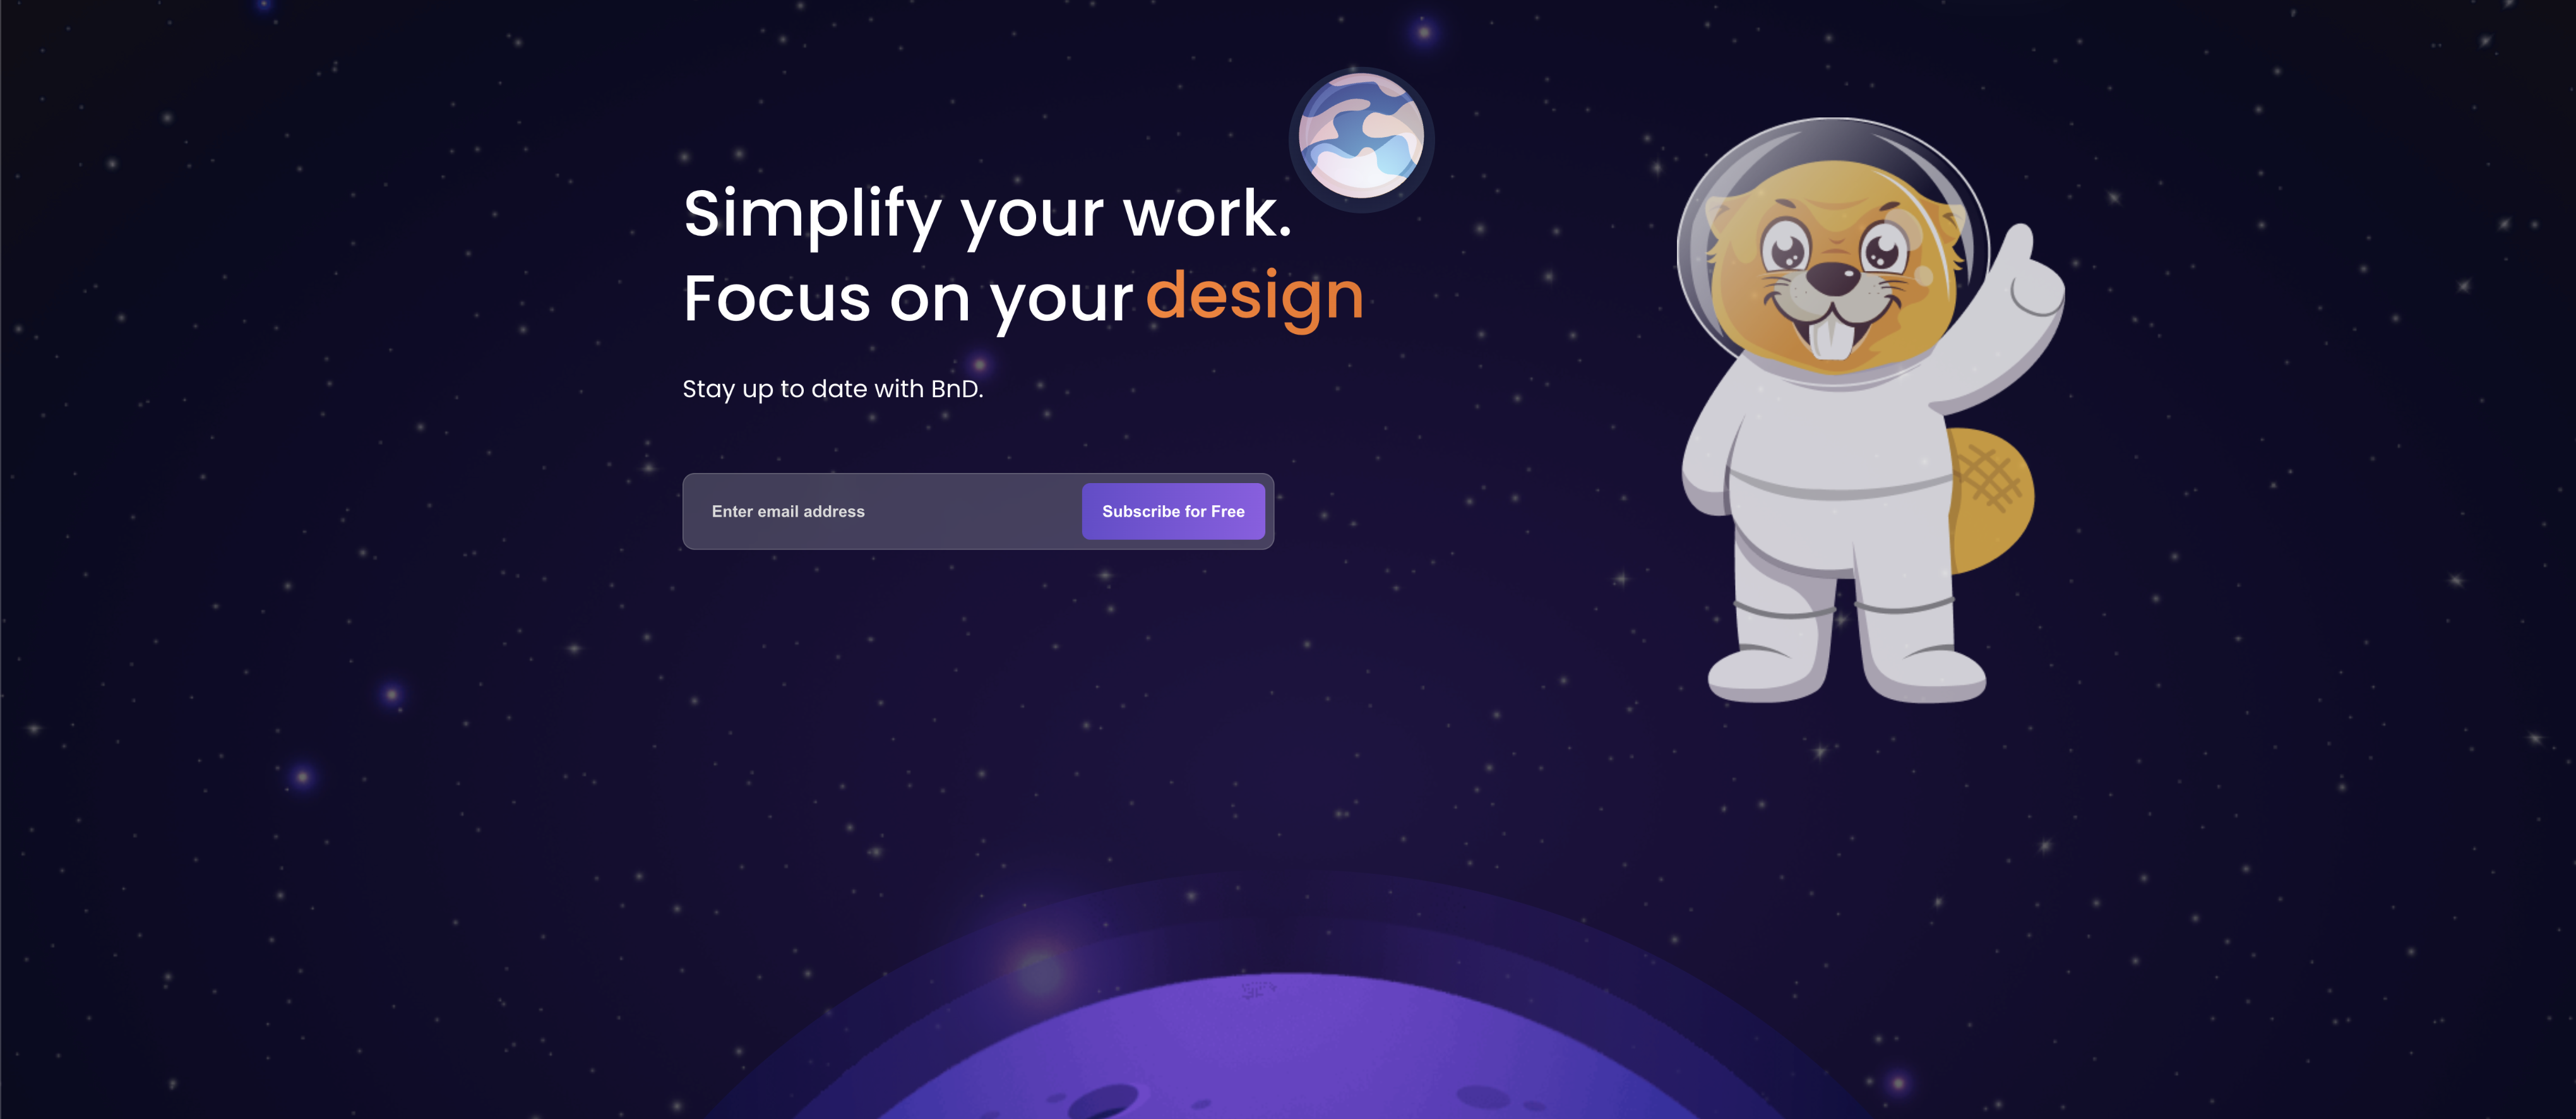 Simplify your work.
Focus on your design
Stay up to date with BnD.
Enter email address
Subscribe for Free